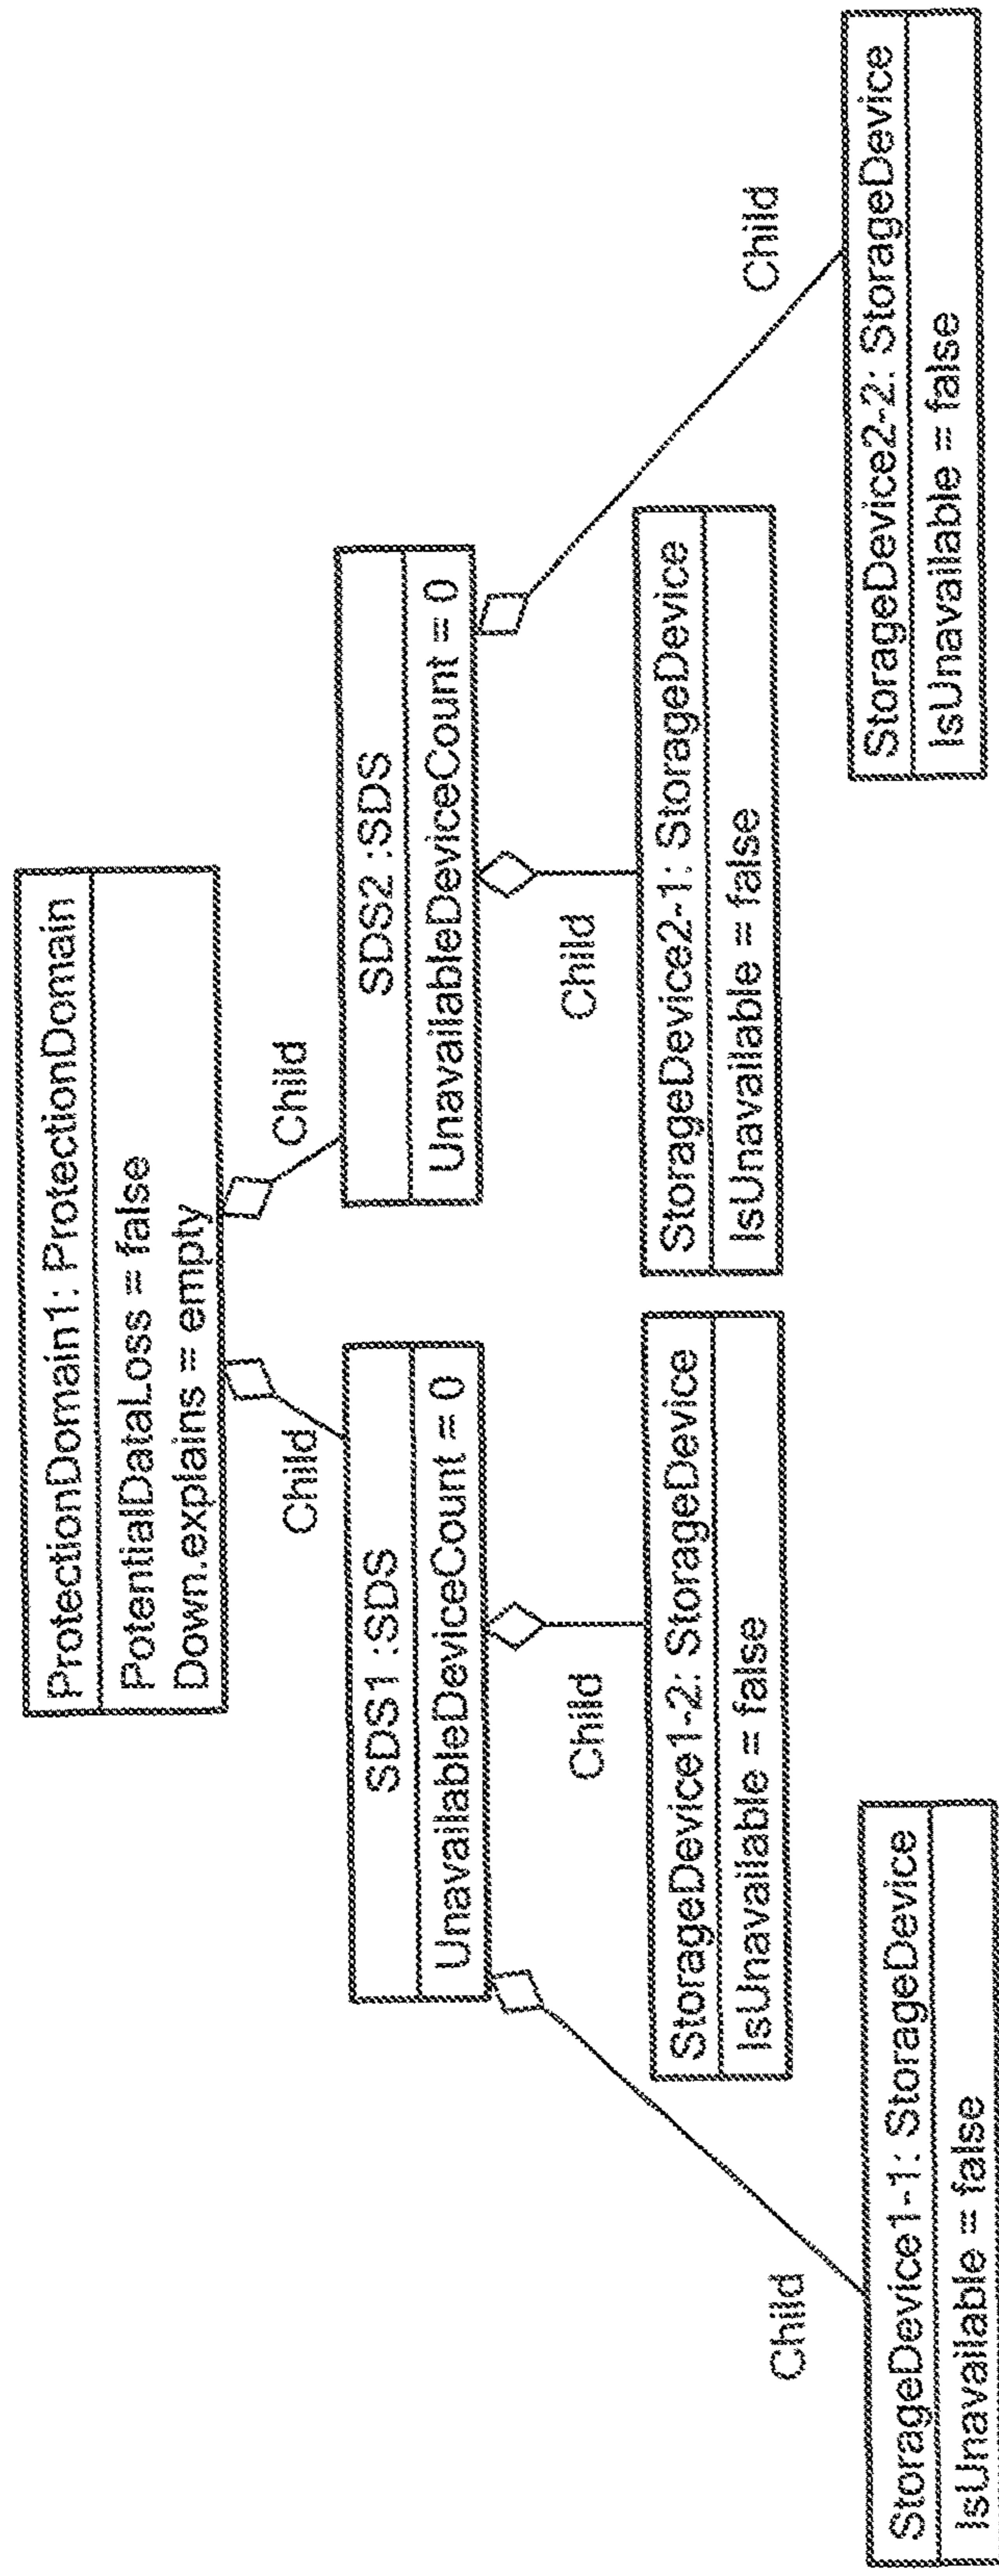 ProtectionDomain1: ProtectionDomain
PotentialDataLoss = false
Down.explains = empty
Child
Child
SDS1 :SDS
UnavailableDeviceCount = 0
SDS2 :SDS
UnavailableDeviceCount = 0
Child
Child
Child
Child
StorageDevice1-2: StorageDevice
IsUnavailable = false
StorageDevice2-1: StorageDevice
IsUnavailable = false
StorageDevice1-1: StorageDevice
IsUnavailable = false
StorageDevice2-2: StorageDevice
IsUnavailable = false